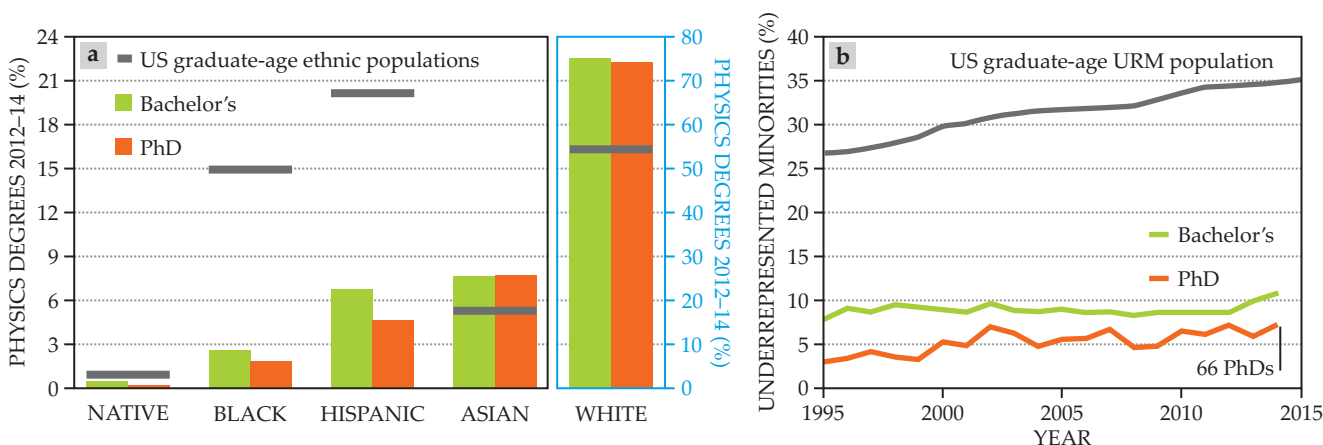 PHYSICS DEGREES 2012–14 (%)
24
21
18
15
12
9
6
3
0
a
US graduate-age ethnic populations
Bachelor's
PhD
NATIVE
BLACK
HISPANIC
ASIAN
WHITE
80
70
60
50
40
30
20
10
0
PHYSICS DEGREES 2012–14 (%)
UNDERREPRESENTED MINORITIES (%)
40
35
30
25
20
15
10
5
0
b
US graduate-age URM population
Bachelor's
PhD
66 PhDs
1995
2000
2005
2010
2015
YEAR